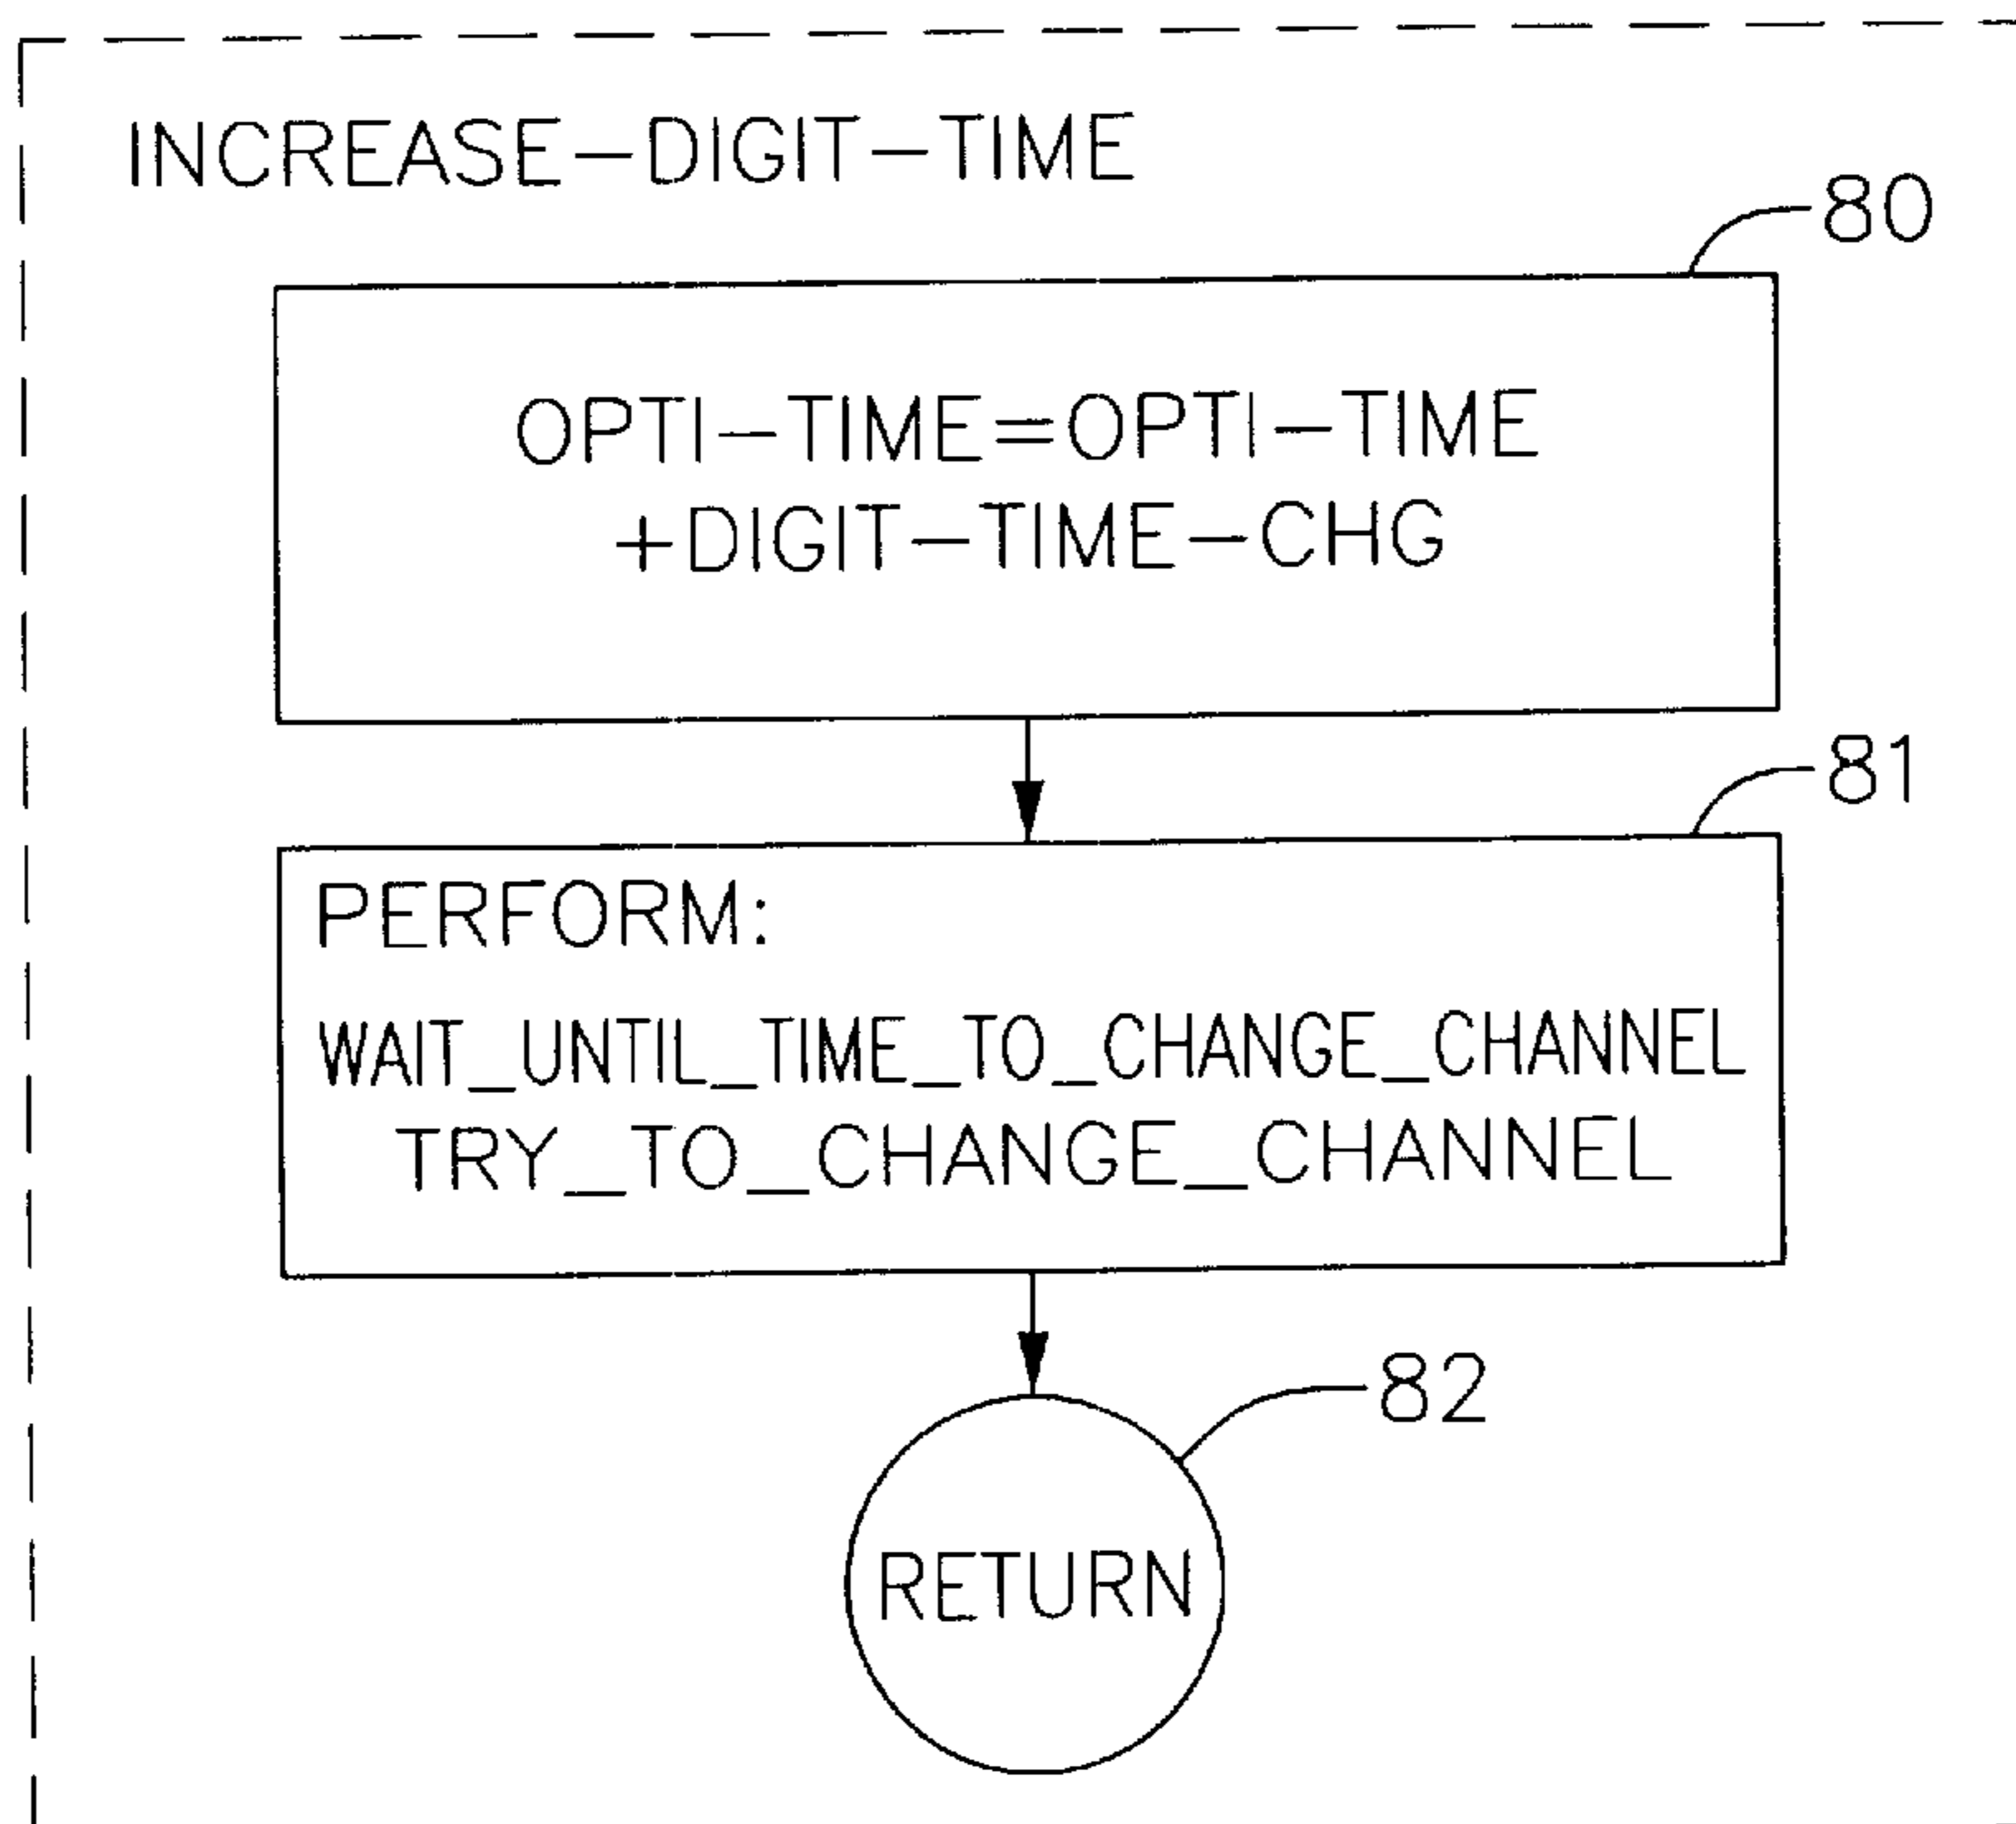 INCREASE-DIGIT-TIME
80
OPTI-TIME=OPTI-TIME
+DIGIT-TIME-CHG
81
PERFORM:
WAIT_UNTIL_TIME_TO_CHANGE_CHANNEL
TRY_TO_CHANGE_CHANNEL
82
RETURN